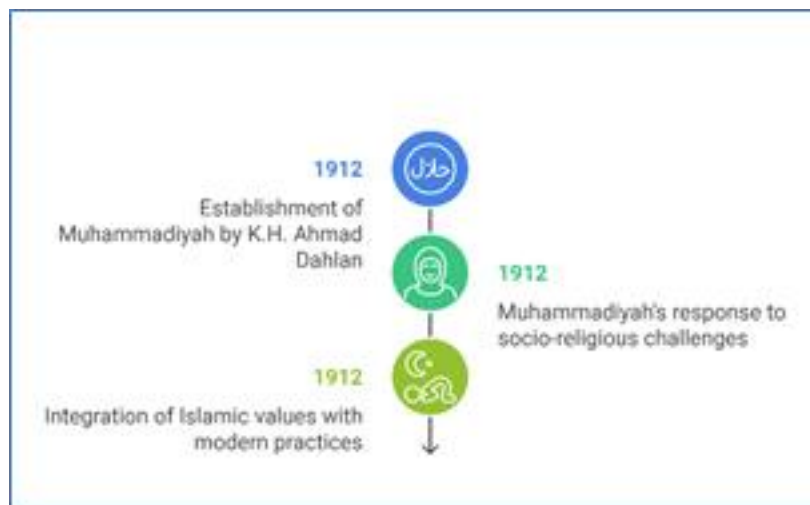 حلال
1912
Establishment of
Muhammadiyah by K.H. Ahmad
Dahlan
1912
Muhammadiyah's response to
socio-religious challenges
1912
Integration of Islamic values with
modern practices